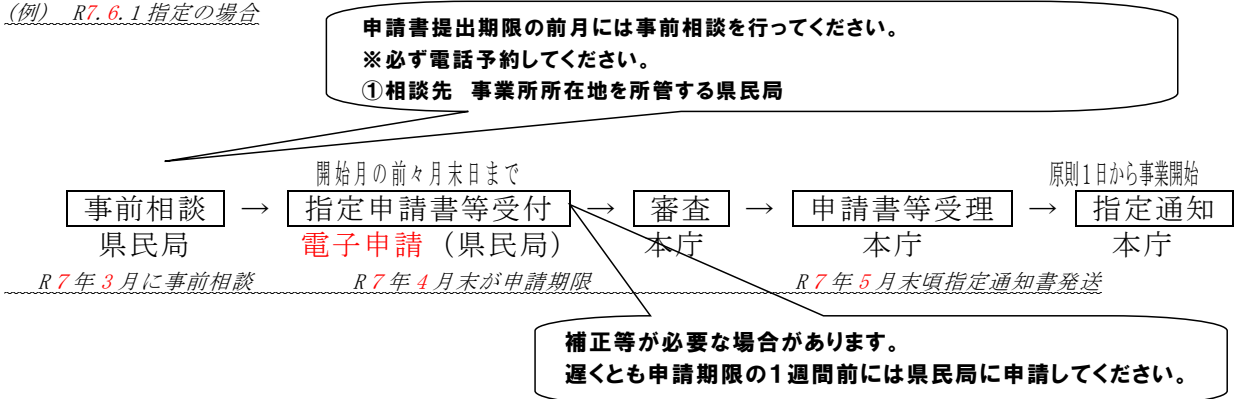 (例) R7.6.1指定の場合
申請書提出期限の前月には事前相談を行ってください。
※必ず電話予約してください。
①相談先 事業所所在地を所管する県民局
開始月の前々月末日まで
原則1日から事業開始
事前相談 → 指定申請書等受付 → 審査 → 申請書等受理 → 指定通知
県民局 電子申請(県民局) 本庁 本庁 本庁
R7年3月に事前相談 R7年4月末が申請期限 R7年5月末頃指定通知書発送
補正等が必要な場合があります。
遅くとも申請期限の1週間前には県民局に申請してください。